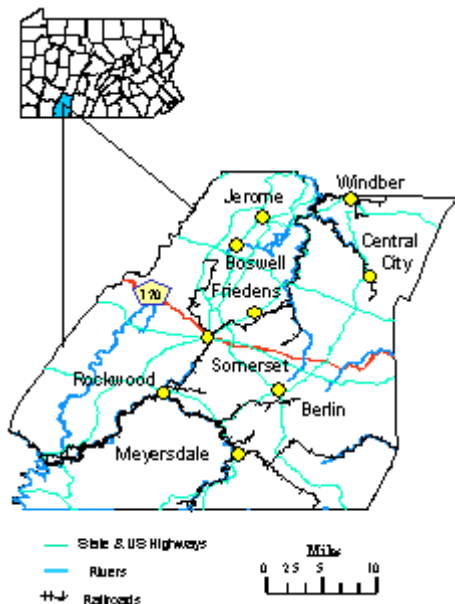 Windber
Jerome
Central
City
Boswell
Friedens
I 70
Somerset
Rockwood
Berlin
Meyersdale
State & US Highways
Rivers
Railroads
Miles
0 2.5 5 10